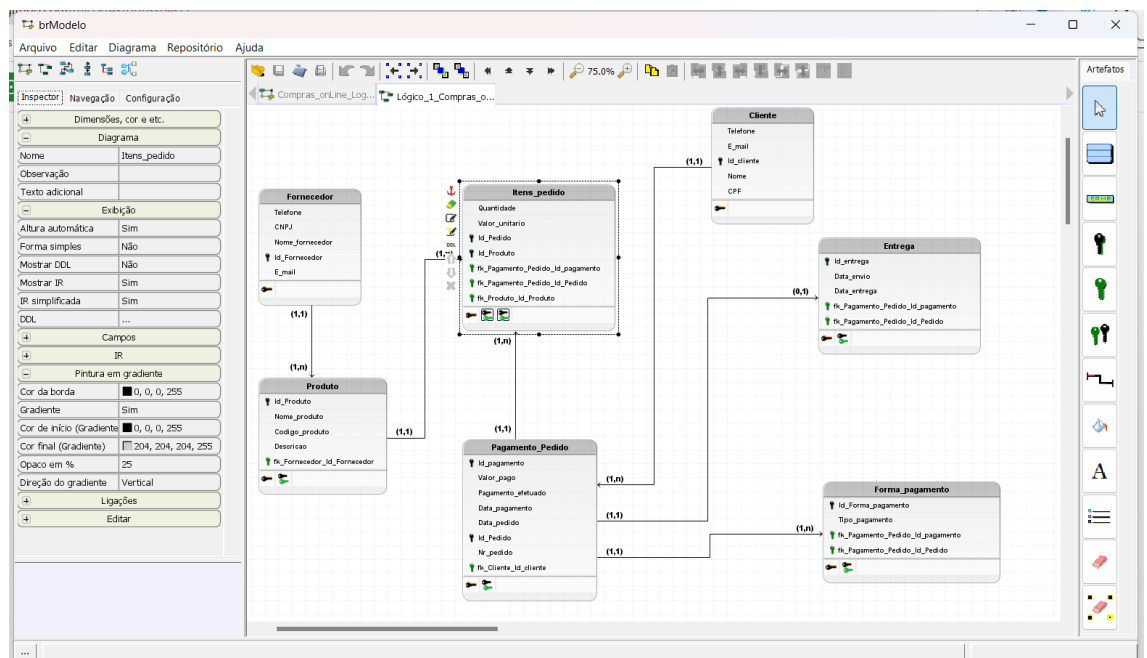 brModelo
Arquivo Editar Diagrama Repositório Ajuda
75.0%
Artefatos
Inspector Navegação Configuração
Compras_onLine_Log... Lógico_1_Compras_o...
Dimensões, cor e etc.
Diagrama
Nome Itens_pedido
Observação
Texto adicional
Exibição
Altura automática Sim
Forma simples Não
Mostrar DDL Não
Mostrar IR Sim
IR simplificada Sim
DDL ...
Campos
IR
Pintura em gradiente
Cor da borda 0, 0, 0, 255
Gradiente Sim
Cor de início (Gradiente 0, 0, 0, 255
Cor final (Gradiente) 204, 204, 204, 255
Opaco em % 25
Direção do gradiente Vertical
Ligações
Editar
...
Cliente
Telefone
E_mail
Id_cliente
Nome
CPF
(1,1)
Fornecedor
Telefone
CNPJ
Nome_fornecedor
Id_Fornecedor
E_mail
(1,1)
(1,n)
DDL
Itens_pedido
Quantidade
Valor_unitario
Id_Pedido
Id_Produto
fk_Pagamento_Pedido_Id_pagamento
fk_Pagamento_Pedido_Id_Pedido
fk_Produto_Id_Produto
(1,n)
(1,1)
Entrega
Id_entrega
Data_envio
Data_entrega
fk_Pagamento_Pedido_Id_pagamento
fk_Pagamento_Pedido_Id_Pedido
(0,1)
Produto
Id_Produto
Nome_produto
Codigo_produto
Descricao
fk_Fornecedor_Id_Fornecedor
(1,1)
Pagamento_Pedido
Id_pagamento
Valor_pago
Pagamento_efetuado
Data_pagamento
Data_pedido
Id_Pedido
Nr_pedido
fk_Cliente_Id_cliente
(1,n)
(1,1)
(1,1)
Forma_pagamento
Id_Forma_pagamento
Tipo_pagamento
fk_Pagamento_Pedido_Id_pagamento
fk_Pagamento_Pedido_Id_Pedido
(1,n)
A